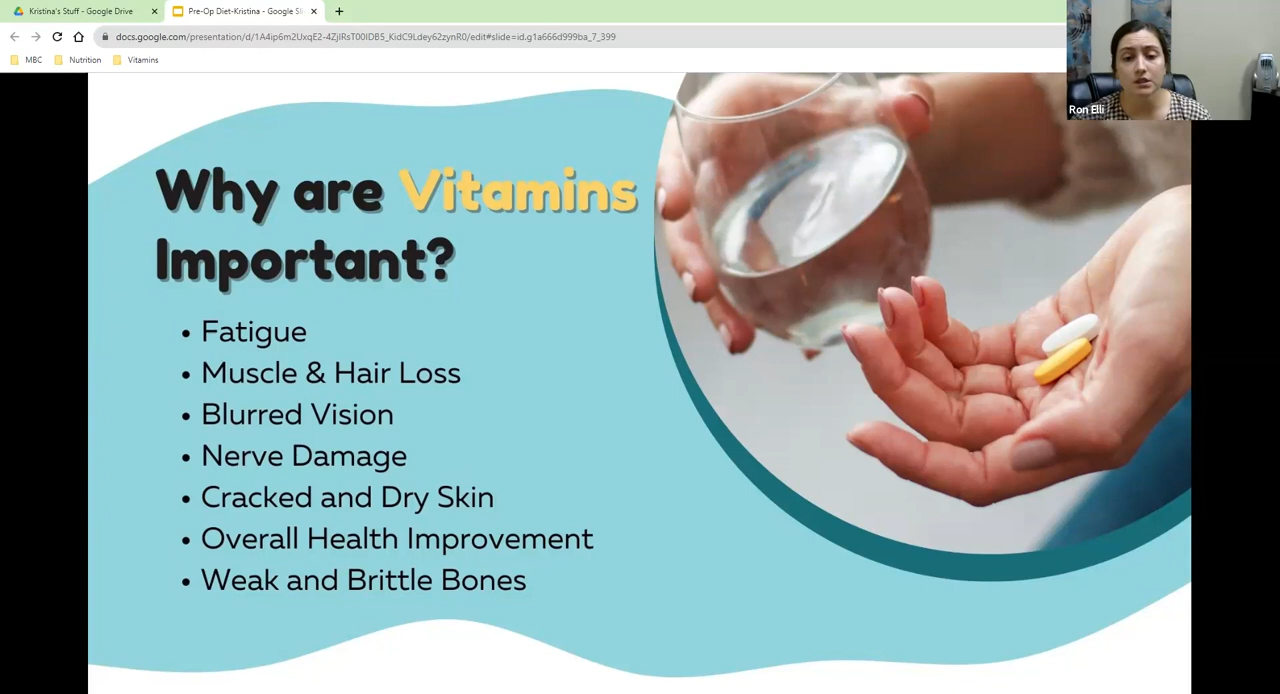 Kristina's Stuff - Google Drive
Pre-Op Diet-Kristina - Google Sli
docs.google.com/presentation/d/1A4ip6m2UxqE2-4ZjIRsT00IDB5_KidC9Ldey62zynR0/edit#slide=id.g1a666d999ba_7_399
MBC
Nutrition
Vitamins
Ron Elli
Why are Vitamins
Important?
• Fatigue
• Muscle & Hair Loss
• Blurred Vision
• Nerve Damage
• Cracked and Dry Skin
• Overall Health Improvement
• Weak and Brittle Bones